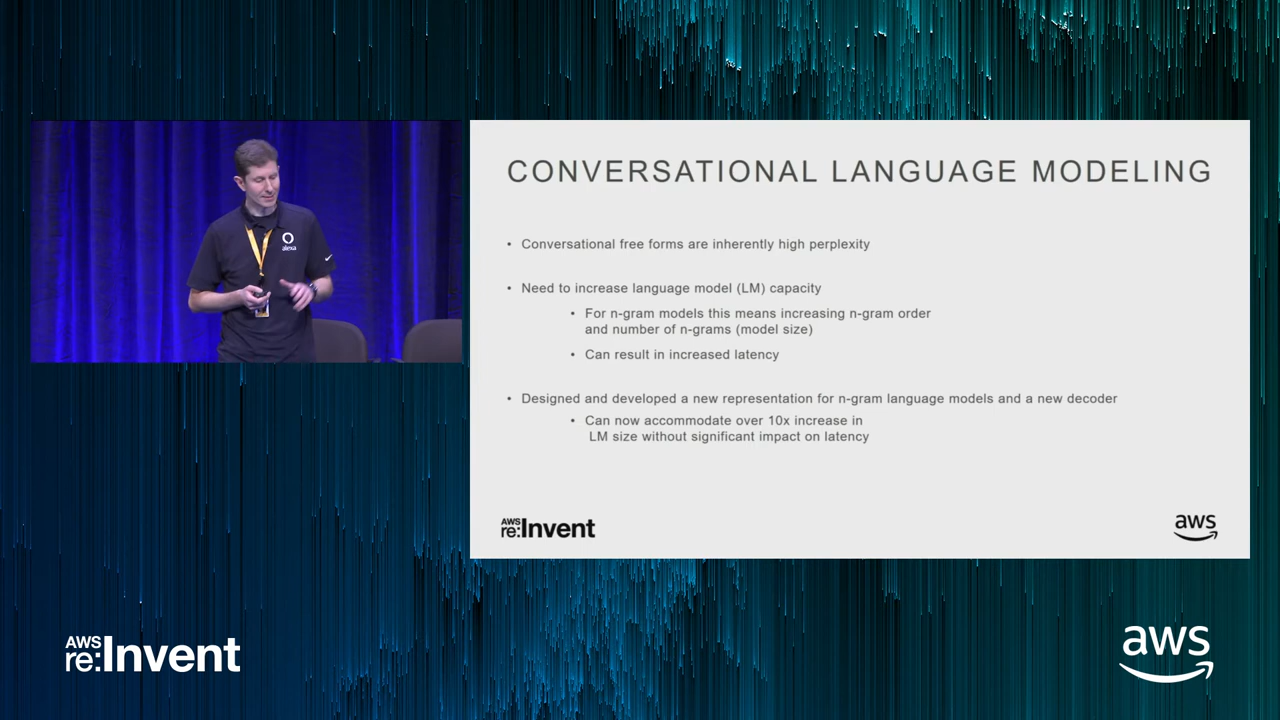 alexa
CONVERSATIONAL LANGUAGE MODELING
• Conversational free forms are inherently high perplexity
• Need to increase language model (LM) capacity
• For n-gram models this means increasing n-gram order
and number of n-grams (model size)
• Can result in increased latency
• Designed and developed a new representation for n-gram language models and a new decoder
• Can now accommodate over 10x increase in
LM size without significant impact on latency
AWS
re:Invent
aws
AWS
re:Invent
aws